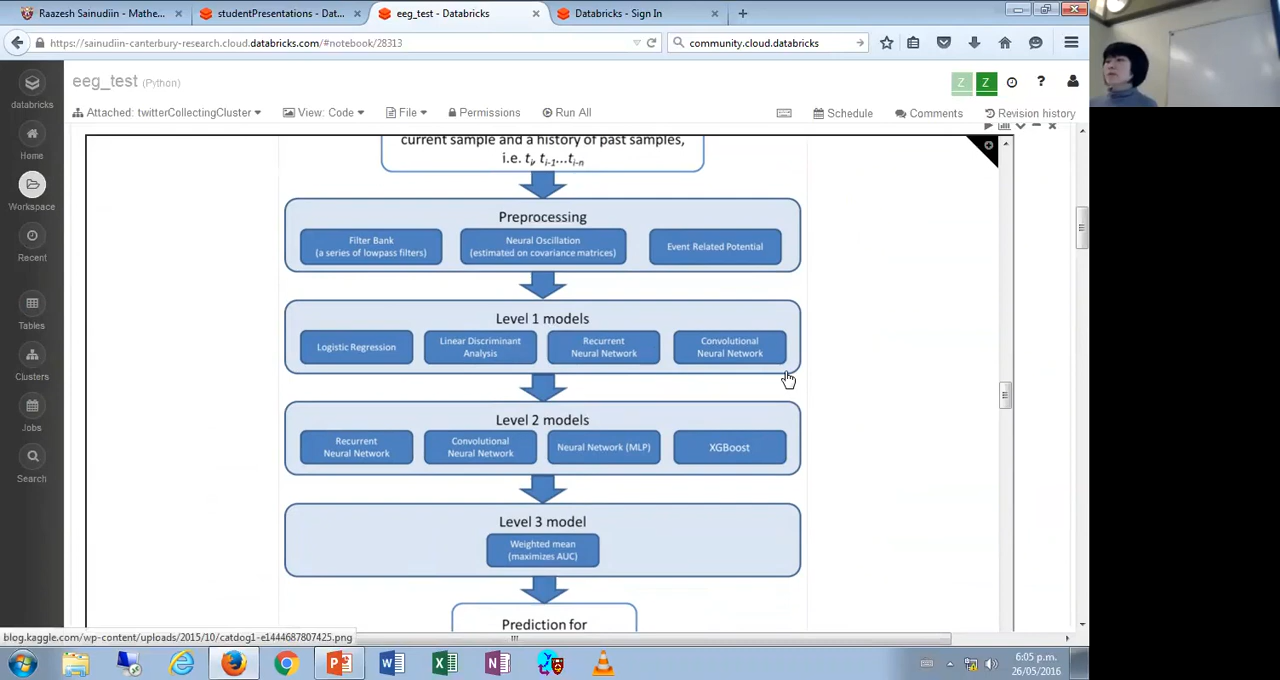 Raazesh Sainudiin - Mathe...
studentPresentations - Dat...
eeg_test - Databricks
Databricks - Sign In
https://sainudiin-canterbury-research.cloud.databricks.com/#notebook/28313
community.cloud.databricks
eeg_test (Python)
Z Z ?
databricks
Attached: twitterCollectingCluster
View: Code
File
Permissions
Run All
Schedule
Comments
Revision history
Home
Workspace
Recent
Tables
Clusters
Jobs
Search
current sample and a history of past samples,
i.e. ti, ti-1...ti-n
Preprocessing
Filter Bank
(a series of lowpass filters)
Neural Oscillation
(estimated on covariance matrices)
Event Related Potential
Level 1 models
Logistic Regression
Linear Discriminant
Analysis
Recurrent
Neural Network
Convolutional
Neural Network
Level 2 models
Recurrent
Neural Network
Convolutional
Neural Network
Neural Network (MLP)
XGBoost
Level 3 model
Weighted mean
(maximizes AUC)
Prediction for
blog.kaggle.com/wp-content/uploads/2015/10/catdog1-e1444687807425.png
6:05 p.m.
26/05/2016